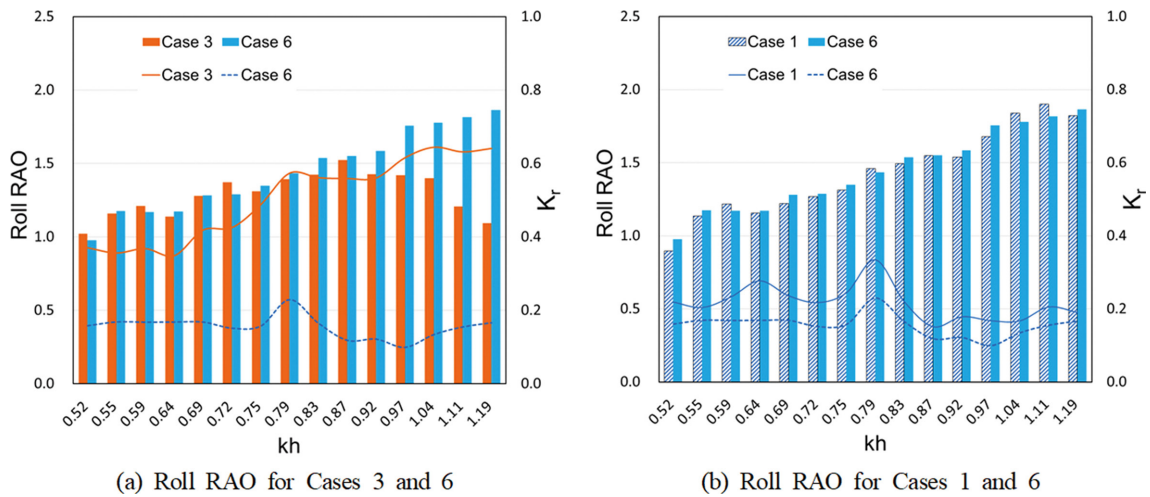 2.5
2.0
1.5
1.0
0.5
0.0
Roll RAO
Case 3 Case 6
Case 3 Case 6
1.0
0.8
0.6
0.4
0.2
0.0
Kr
0.52 0.55 0.59 0.64 0.69 0.72 0.75 0.79 0.83 0.87 0.92 0.97 1.04 1.11 1.19
kh
(a) Roll RAO for Cases 3 and 6
2.5
2.0
1.5
1.0
0.5
0.0
Roll RAO
Case 1 Case 6
Case 1 Case 6
1.0
0.8
0.6
0.4
0.2
0.0
Kr
0.52 0.55 0.59 0.64 0.69 0.72 0.75 0.79 0.83 0.87 0.92 0.97 1.04 1.11 1.19
kh
(b) Roll RAO for Cases 1 and 6